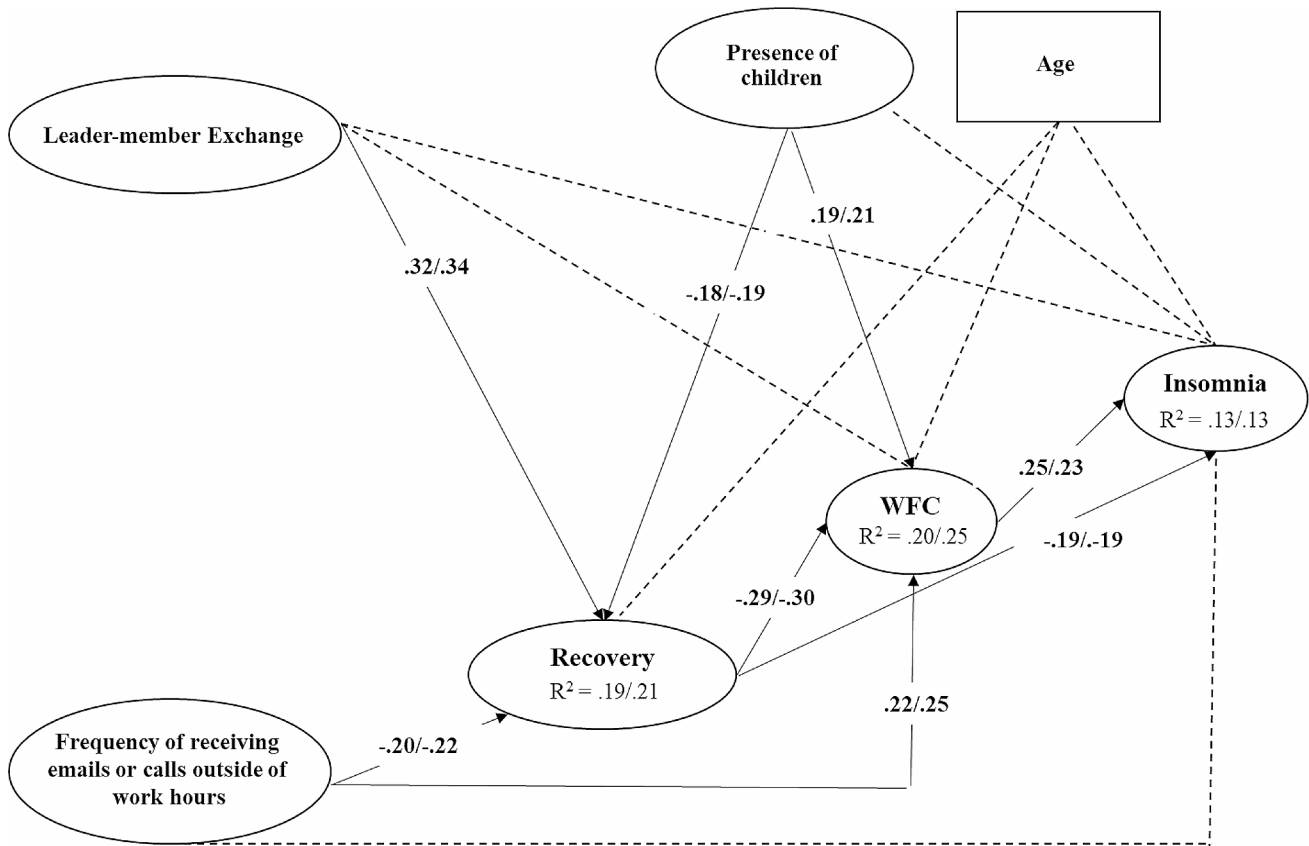 Presence of
children
Age
Leader-member Exchange
.19/.21
.32/.34
-.18/-.19
Insomnia
R² = .13/.13
.25/.23
WFC
R² = .20/.25
-.19/.-19
-.29/-.30
Recovery
R² = .19/.21
.22/.25
-.20/-.22
Frequency of receiving
emails or calls outside of
work hours